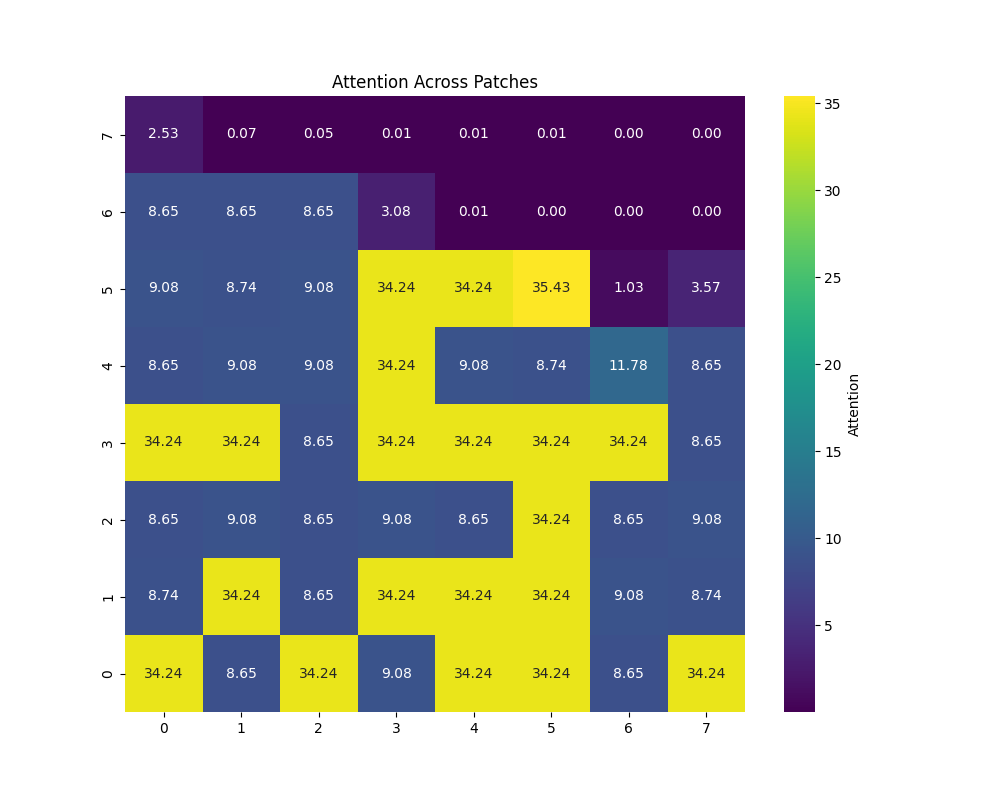 Attention Across Patches
7 2.53 0.07 0.05 0.01 0.01 0.01 0.00 0.00
6 8.65 8.65 8.65 3.08 0.01 0.00 0.00 0.00
5 9.08 8.74 9.08 34.24 34.24 35.43 1.03 3.57
4 8.65 9.08 9.08 34.24 9.08 8.74 11.78 8.65
3 34.24 34.24 8.65 34.24 34.24 34.24 34.24 8.65
2 8.65 9.08 8.65 9.08 8.65 34.24 8.65 9.08
1 8.74 34.24 8.65 34.24 34.24 34.24 9.08 8.74
0 34.24 8.65 34.24 9.08 34.24 34.24 8.65 34.24
0 1 2 3 4 5 6 7
35
30
25
20
15
10
5
Attention